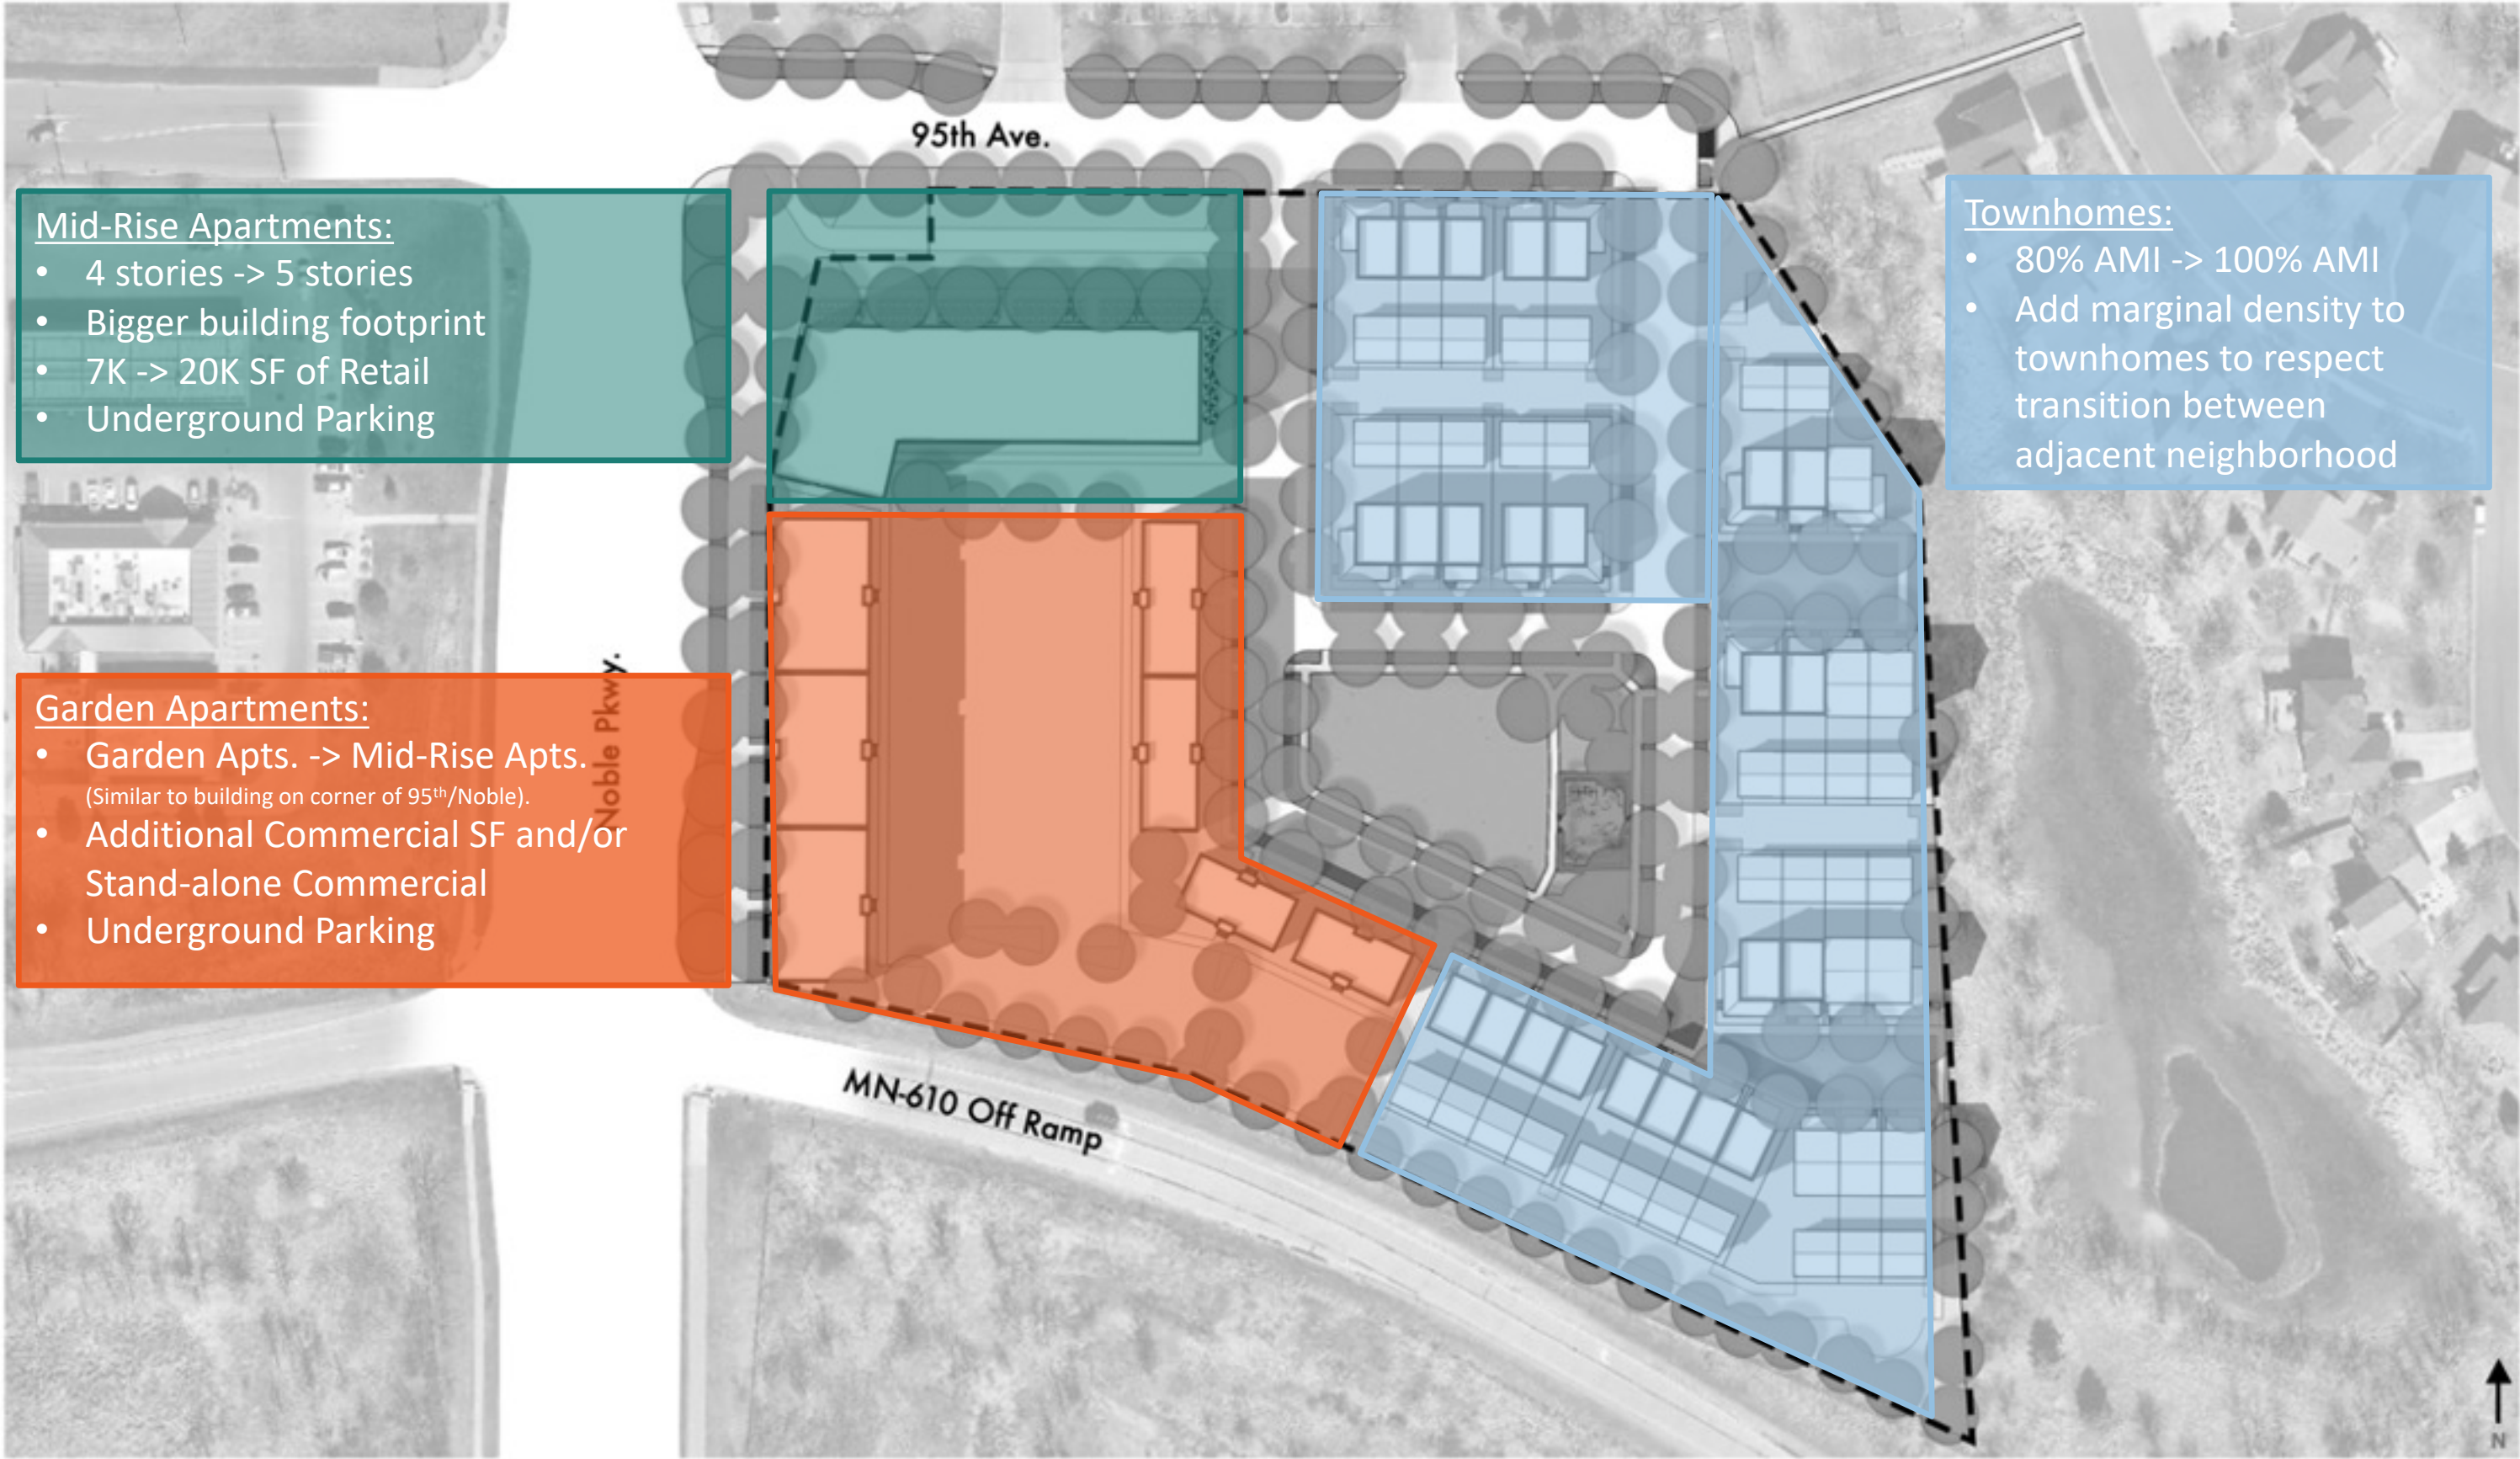 95th Ave.
Mid-Rise Apartments:
• 4 stories -> 5 stories
• Bigger building footprint
• 7K -> 20K SF of Retail
• Underground Parking
Townhomes:
• 80% AMI -> 100% AMI
• Add marginal density to
townhomes to respect
transition between
adjacent neighborhood
Noble Pkwy.
Garden Apartments:
• Garden Apts. -> Mid-Rise Apts.
(Similar to building on corner of 95th/Noble).
• Additional Commercial SF and/or
Stand-alone Commercial
• Underground Parking
MN-610 Off Ramp
N